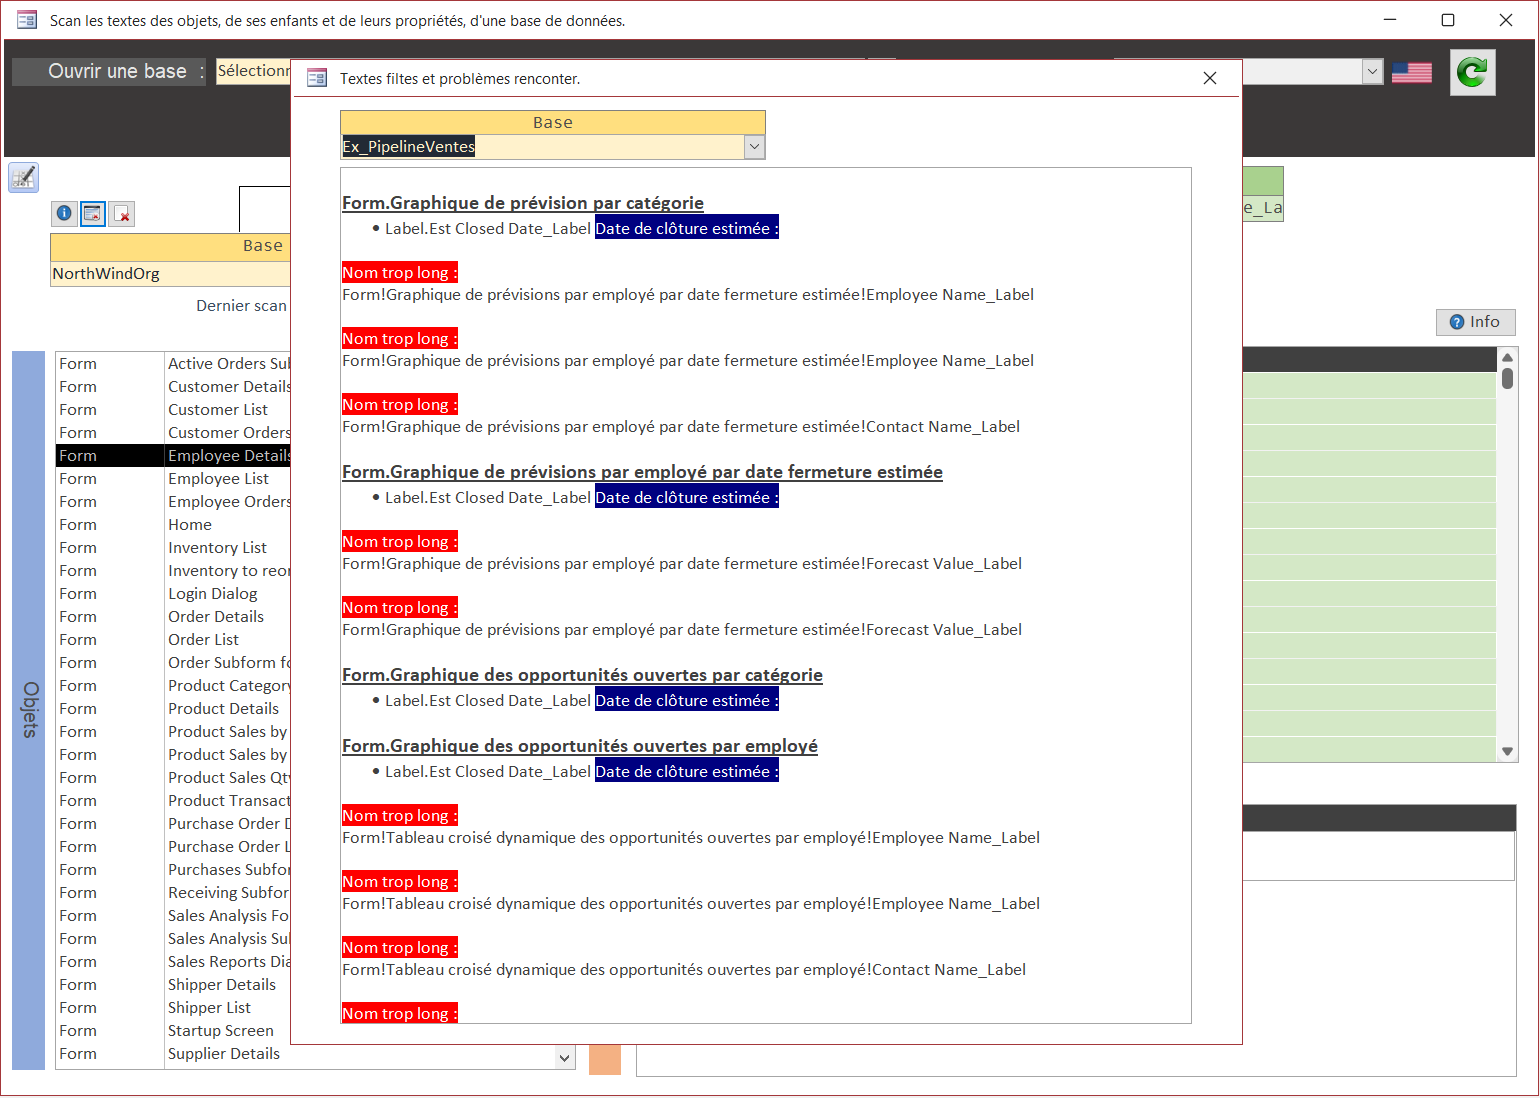 Scan les textes des objets, de ses enfants et de leurs propriétés, d'une base de données.
Ouvrir une base :
Textes filtes et problèmes renconter.
Base
Ex_PipelineVentes
Form.Graphique de prévision par catégorie
• Label.Est Closed Date_Label Date de clôture estimée :
Nom trop long :
Form!Graphique de prévisions par employé par date fermeture estimée!Employee Name_Label
Nom trop long :
Form!Graphique de prévisions par employé par date fermeture estimée!Employee Name_Label
Nom trop long :
Form!Graphique de prévisions par employé par date fermeture estimée!Contact Name_Label
Form.Graphique de prévisions par employé par date fermeture estimée
• Label.Est Closed Date_Label Date de clôture estimée :
Nom trop long :
Form!Graphique de prévisions par employé par date fermeture estimée!Forecast Value_Label
Nom trop long :
Form!Graphique de prévisions par employé par date fermeture estimée!Forecast Value_Label
Form.Graphique des opportunités ouvertes par catégorie
• Label.Est Closed Date_Label Date de clôture estimée :
Form.Graphique des opportunités ouvertes par employé
• Label.Est Closed Date_Label Date de clôture estimée :
Nom trop long :
Form!Tableau croisé dynamique des opportunités ouvertes par employé!Employee Name_Label
Nom trop long :
Form!Tableau croisé dynamique des opportunités ouvertes par employé!Employee Name_Label
Nom trop long :
Form!Tableau croisé dynamique des opportunités ouvertes par employé!Contact Name_Label
Nom trop long :
Base
NorthWindOrg
Dernier scan
e_La
Info
Objets
Form Active Orders
Form Customer Details
Form Customer List
Form Customer Orders
Form Employee Details
Form Employee List
Form Employee Orders
Form Home
Form Inventory List
Form Inventory to
Form Login Dialog
Form Order Details
Form Order List
Form Order Subform
Form Product Category
Form Product Details
Form Product Sales by
Form Product Sales by
Form Product Sales
Form Product
Form Purchase Order
Form Purchase Order
Form Purchases
Form Receiving
Form Sales Analysis
Form Sales Analysis
Form Sales Reports
Form Shipper Details
Form Shipper List
Form Startup Screen
Form Supplier Details